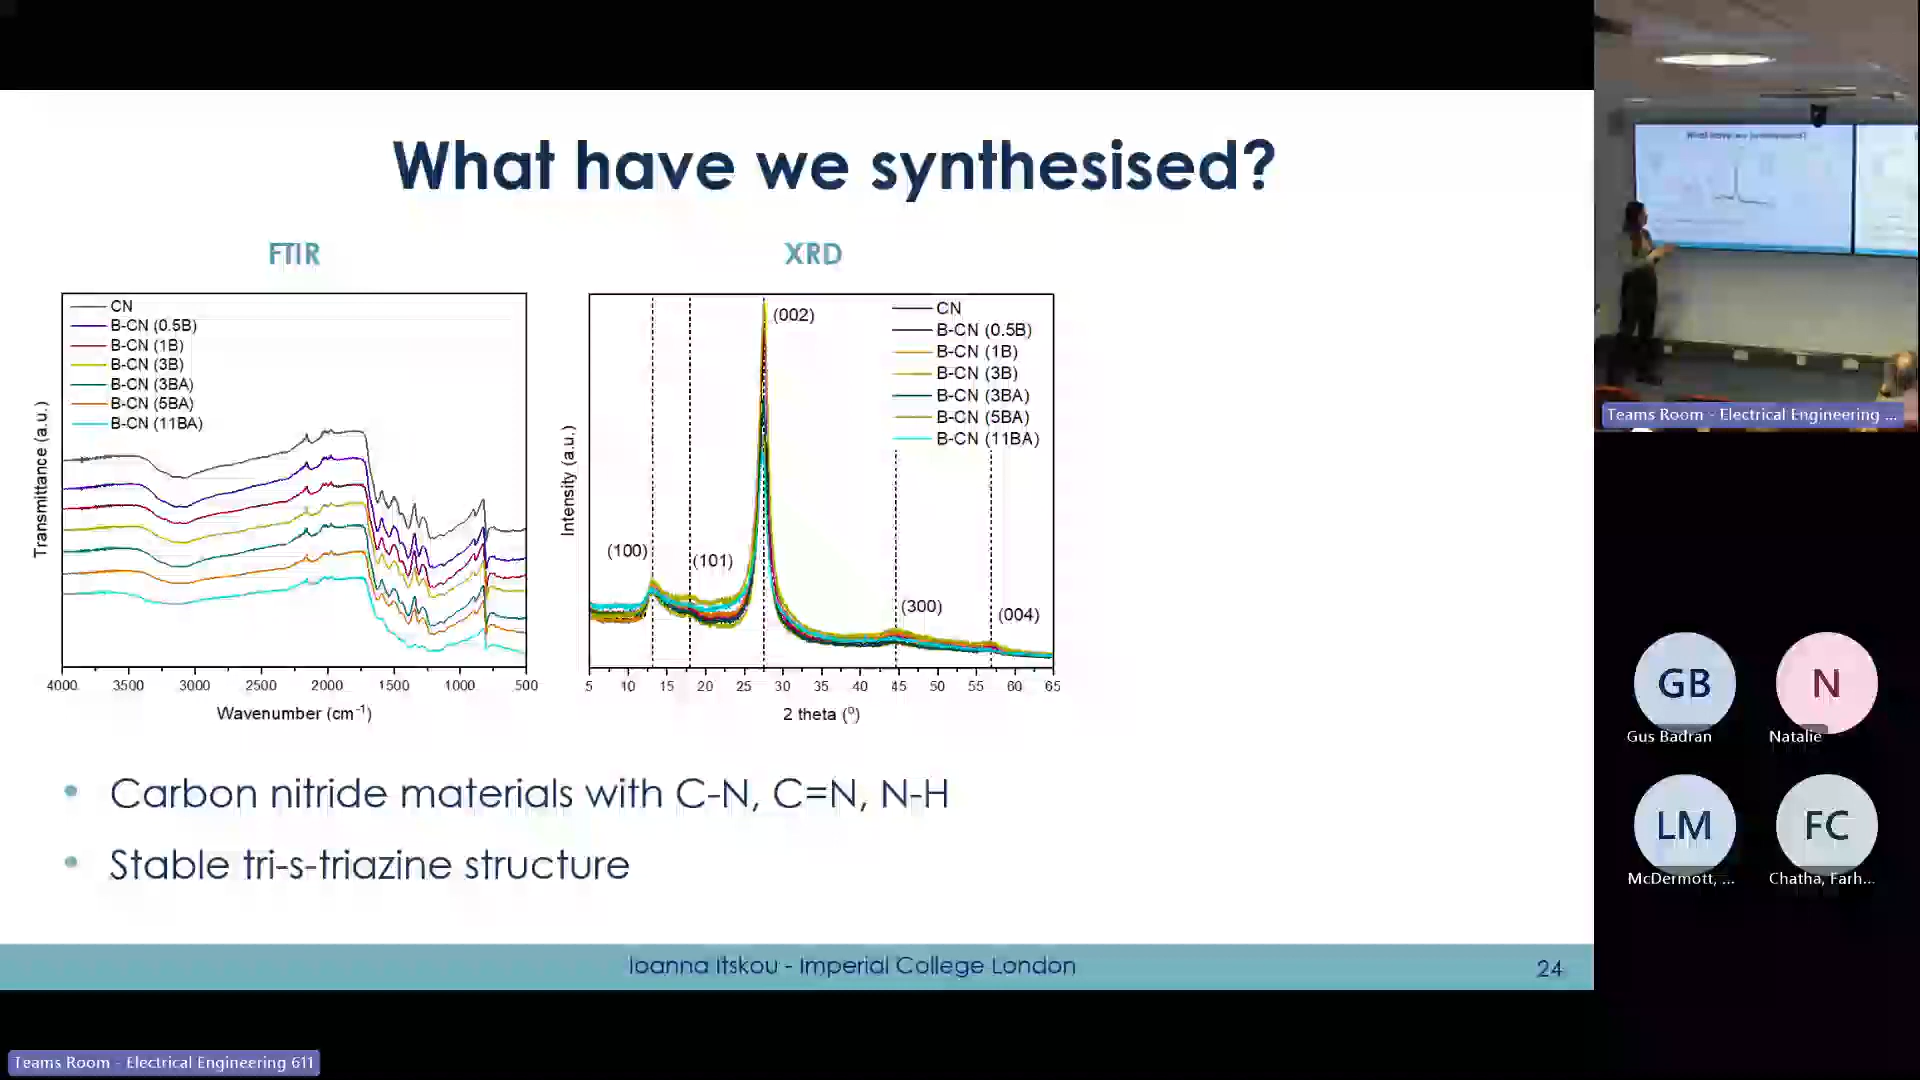 What have we synthesised?
FTIR
CN
B-CN (0.5B)
B-CN (1B)
B-CN (3B)
B-CN (3BA)
B-CN (5BA)
B-CN (11BA)
Transmittance (a.u.)
4000 3500 3000 2500 2000 1500 1000 500
Wavenumber (cm⁻¹)
XRD
(002)
CN
B-CN (0.5B)
B-CN (1B)
B-CN (3B)
B-CN (3BA)
B-CN (5BA)
B-CN (11BA)
(100)
(101)
(300)
(004)
Intensity (a.u.)
5 10 15 20 25 30 35 40 45 50 55 60 65
2 theta (º)
• Carbon nitride materials with C-N, C=N, N-H
• Stable tri-s-triazine structure
Ioanna Itskou - Imperial College London
24
Teams Room - Electrical Engineering 611
What have we synthesised?
Teams Room - Electrical Engineering ...
GB
Gus Badran
N
Natalie
LM
McDermott, ...
FC
Chatha, Farh...